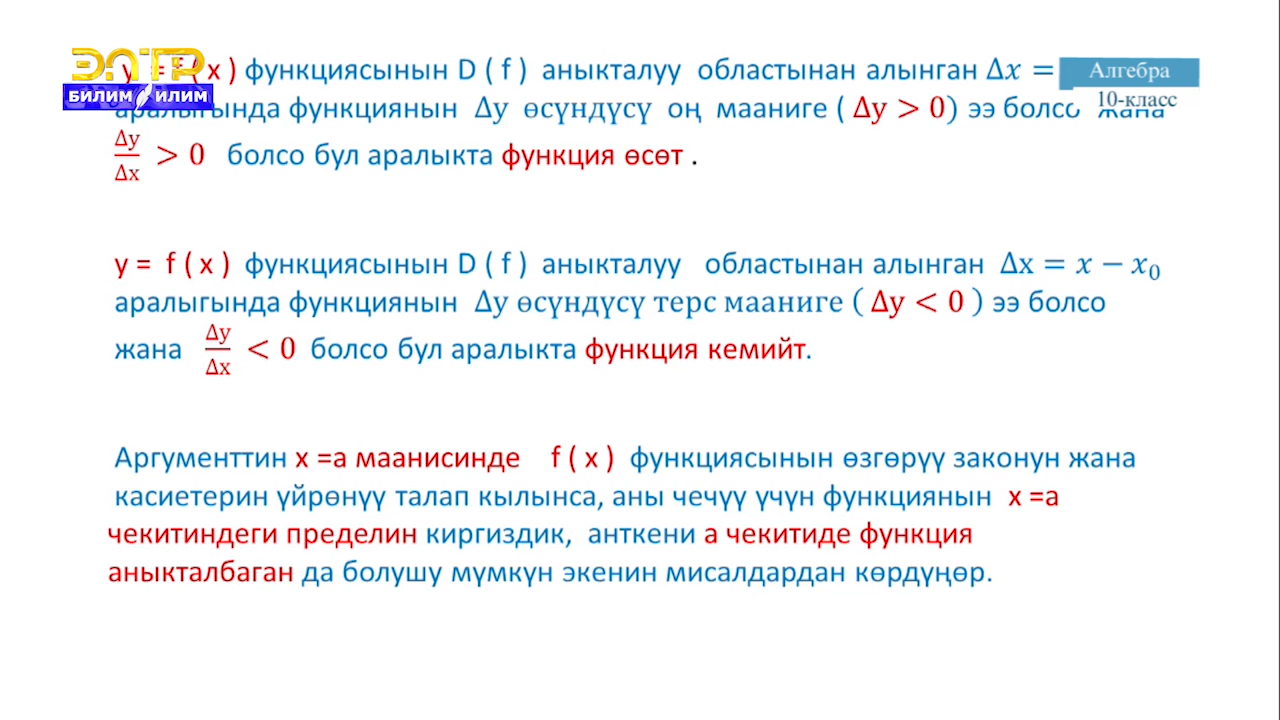 ЭЛТР
БИЛИМ ИЛИМ
Алгебра
10-класс
y = f ( x ) функциясынын D ( f ) аныкталуу областынан алынган Δx =
аралыгында функциянын Δy өсүндүсү оң мааниге ( Δy > 0) ээ болсо жана
Δy/Δx > 0 болсо бул аралыкта функция өсөт .
y = f ( x ) функциясынын D ( f ) аныкталуу областынан алынган Δx = x − x₀
аралыгында функциянын Δy өсүндүсү терс мааниге ( Δy < 0 ) ээ болсо
жана Δy/Δx < 0 болсо бул аралыкта функция кемийт.
Аргументтин x =a маанисинде f ( x ) функциясынын өзгөрүү законун жана
касиетерин үйрөнүү талап кылынса, аны чечүү үчүн функциянын x =a
чекитиндеги пределин киргиздик, анткени а чекитиде функция
аныкталбаган да болушу мүмкүн экенин мисалдардан көрдүңөр.